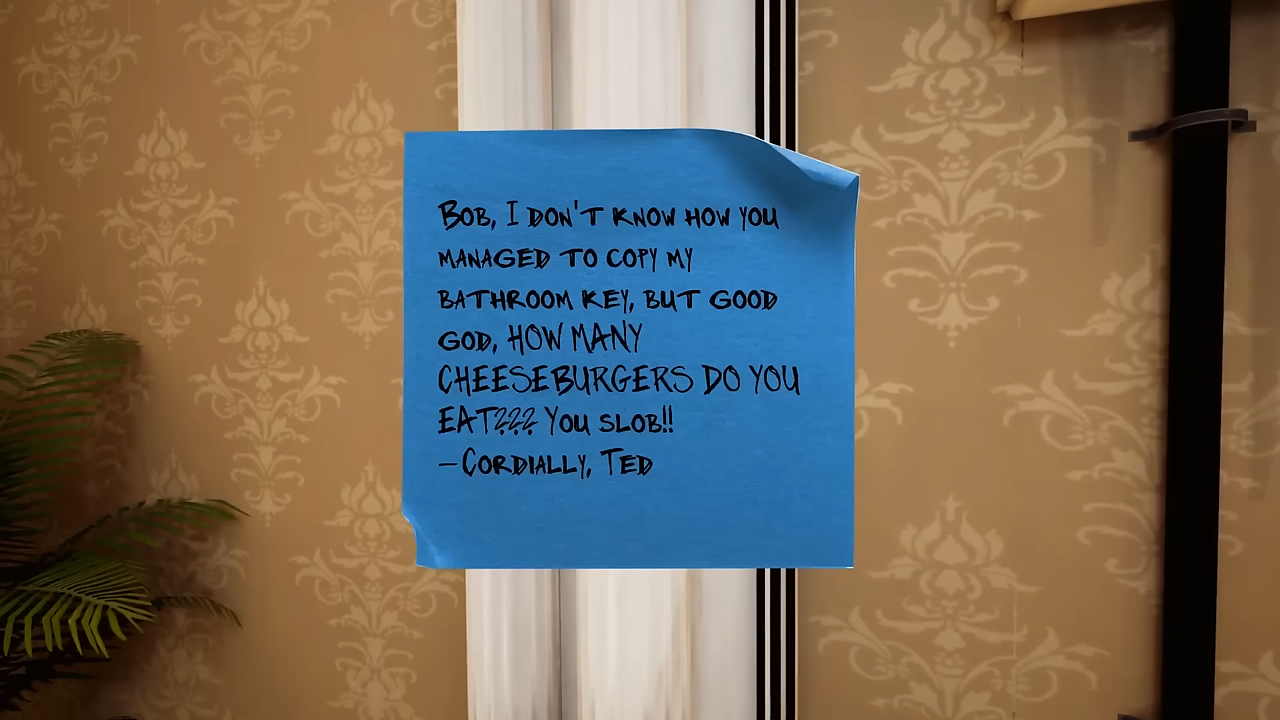 Bob, I don't know how you
managed to copy my
bathroom key, but good
god, HOW MANY
CHEESEBURGERS DO YOU
EAT??? You slob!!
– Cordially, Ted